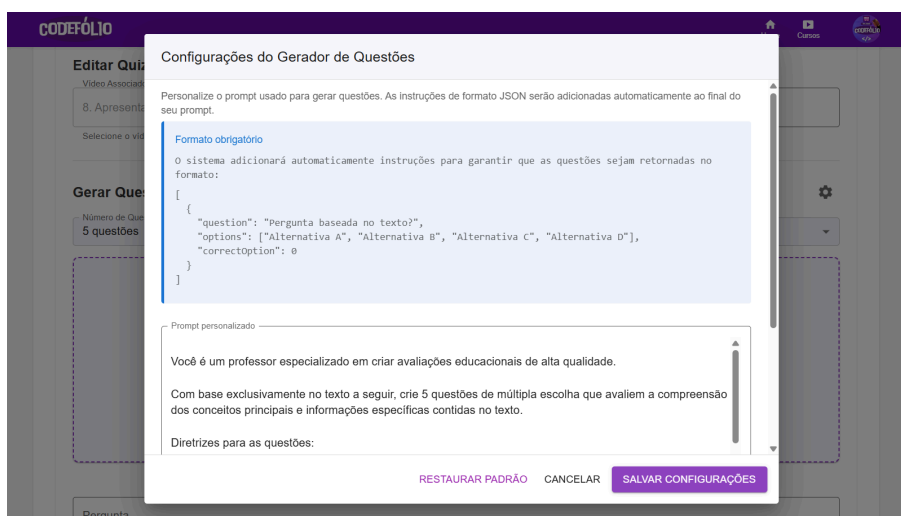 CODEFÓLIO
Cursos
Editar Quiz
Vídeo Associad
8. Apresenta
Selecione o víd
Gerar Que
Número de Que
5 questões
Configurações do Gerador de Questões
Personalize o prompt usado para gerar questões. As instruções de formato JSON serão adicionadas automaticamente ao final do
seu prompt.
Formato obrigatório
O sistema adicionará automaticamente instruções para garantir que as questões sejam retornadas no
formato:
[
{
"question": "Pergunta baseada no texto?",
"options": ["Alternativa A", "Alternativa B", "Alternativa C", "Alternativa D"],
"correctOption": 0
}
]
Prompt personalizado
Você é um professor especializado em criar avaliações educacionais de alta qualidade.
Com base exclusivamente no texto a seguir, crie 5 questões de múltipla escolha que avaliem a compreensão
dos conceitos principais e informações específicas contidas no texto.
Diretrizes para as questões:
RESTAURAR PADRÃO CANCELAR SALVAR CONFIGURAÇÕES
Pergunta